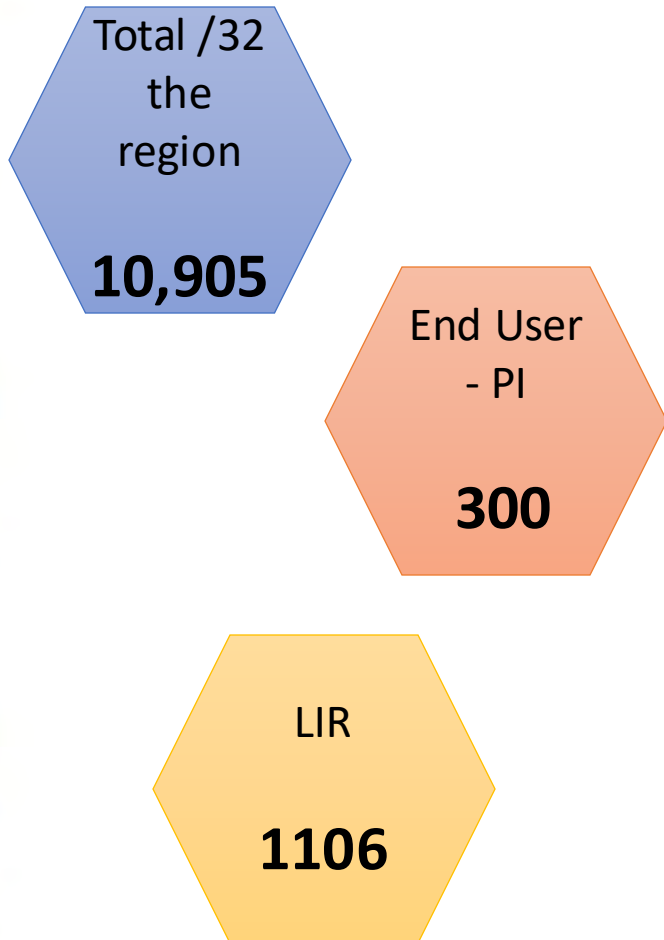 Total /32
the
region
10,905
End User
- PI
300
LIR
1106